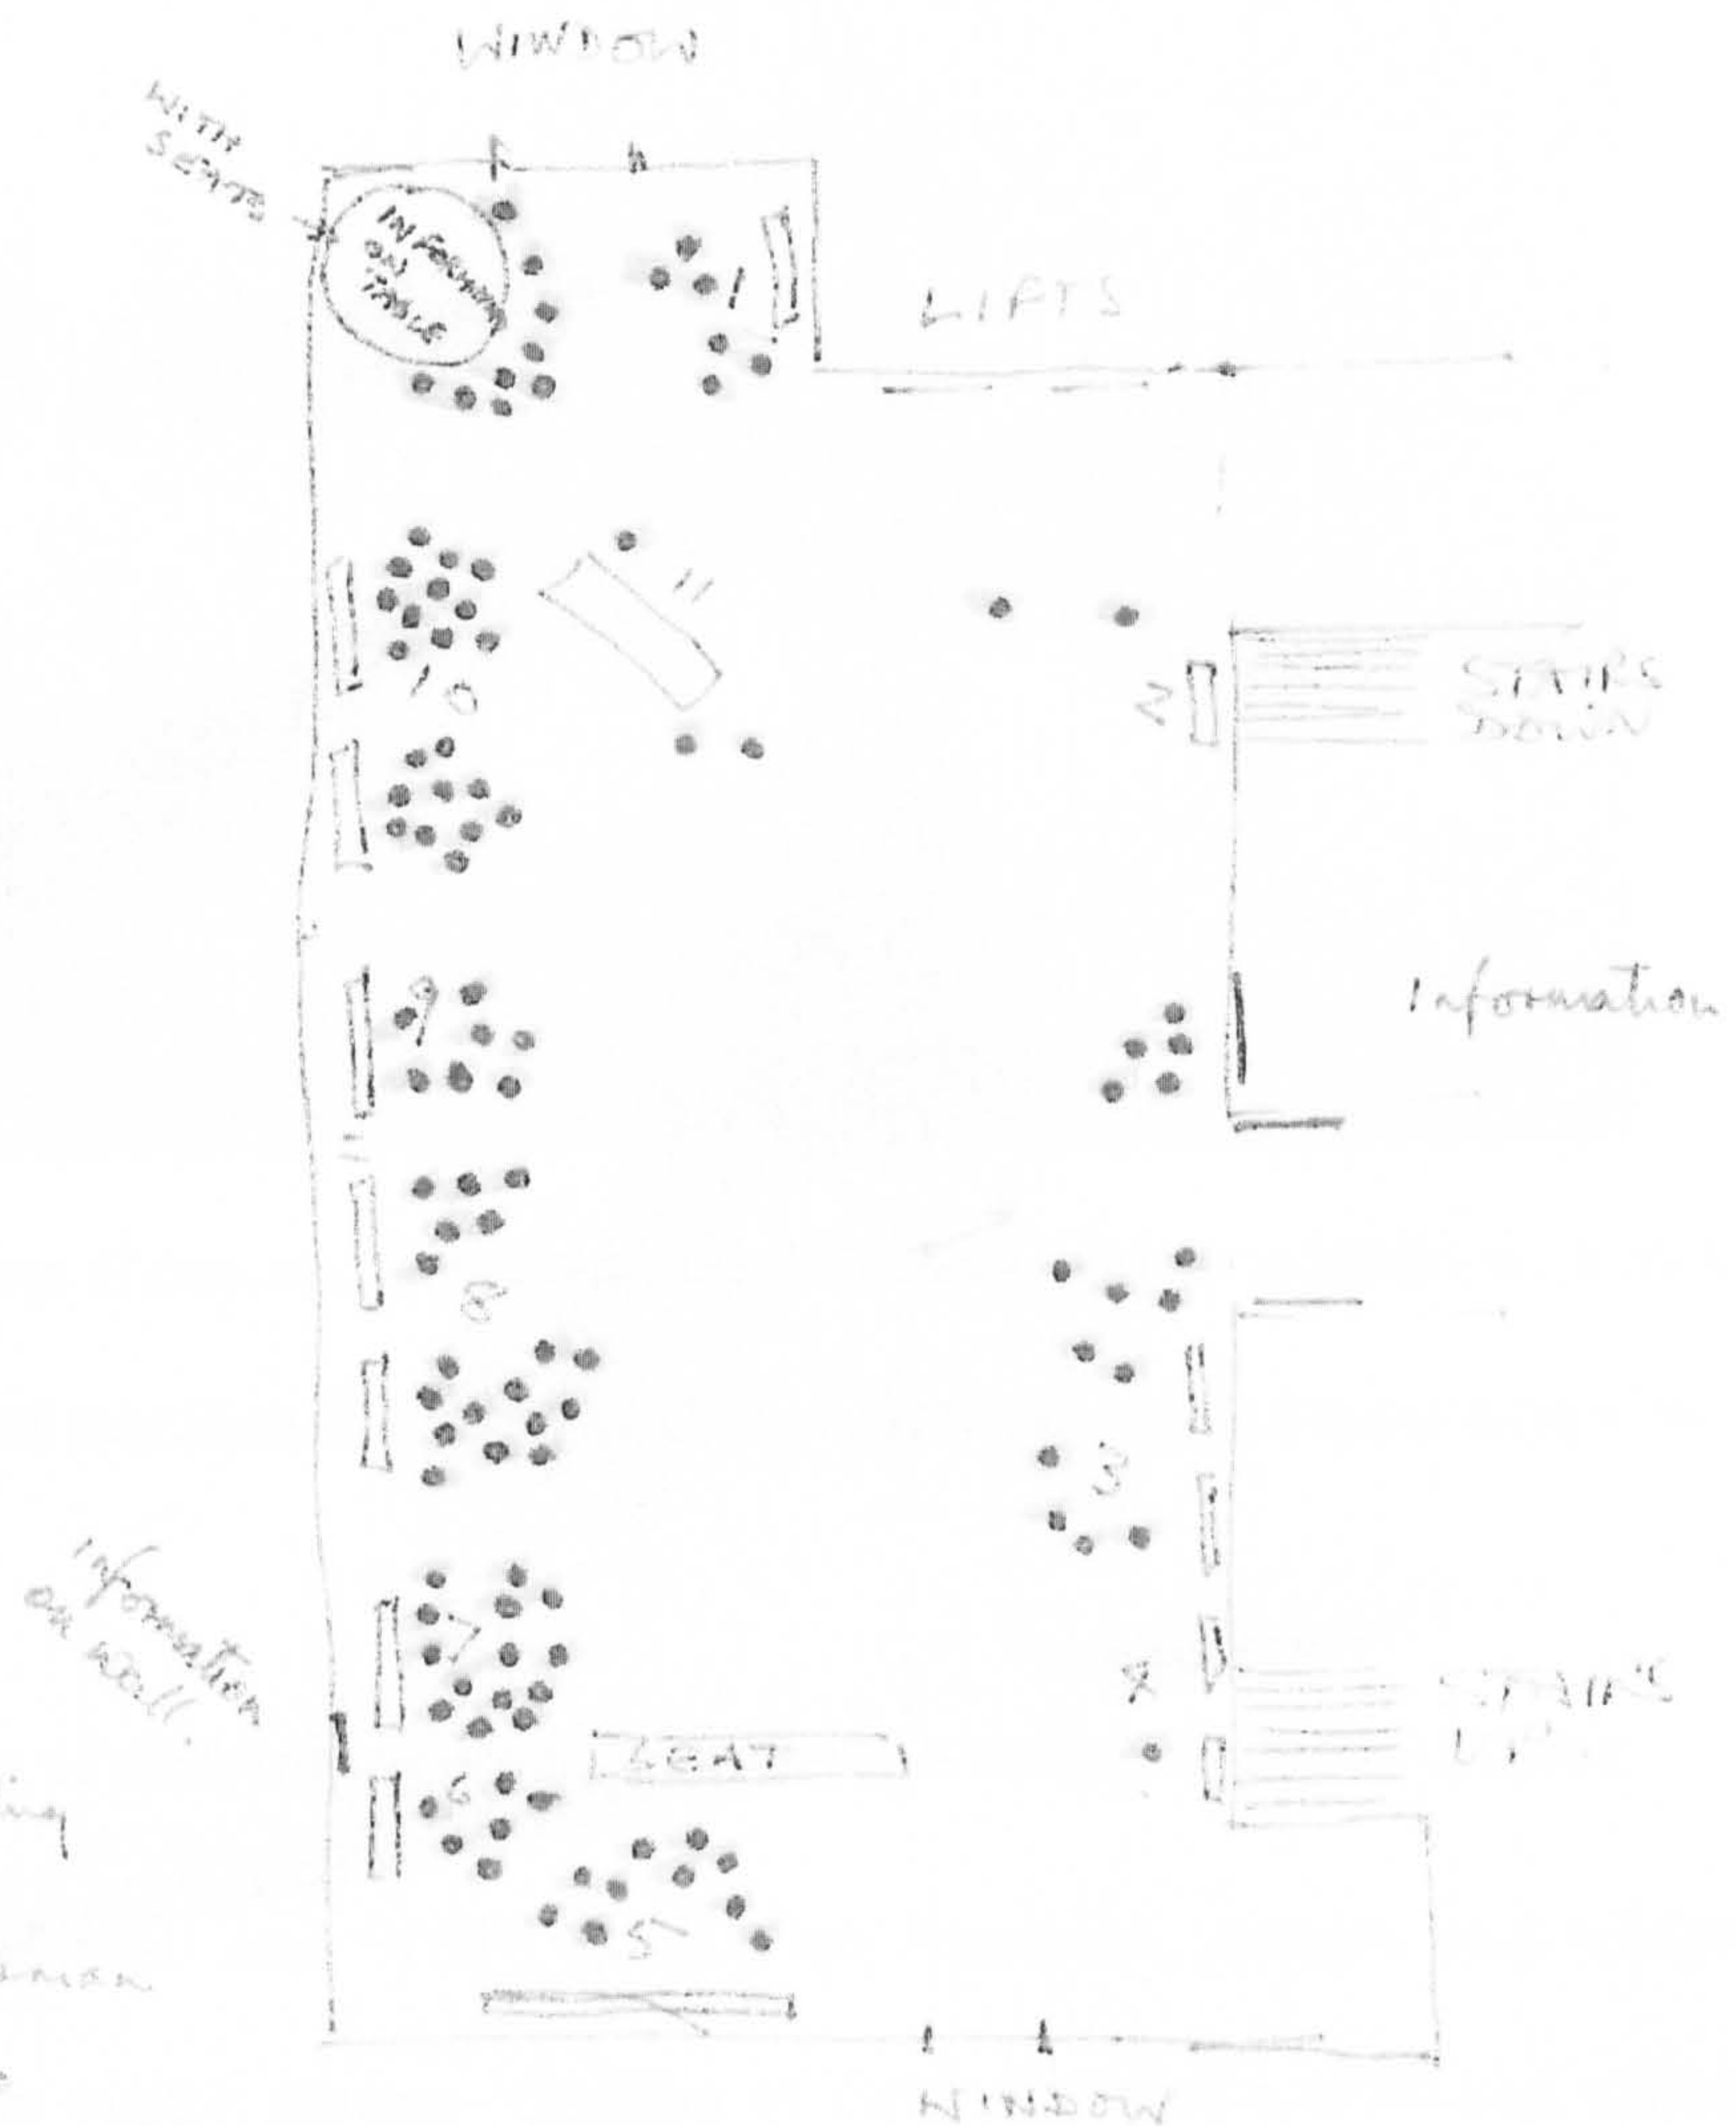 WINDOW
WITH
SEATS
INFORMATION
ON
TABLE
1
LIFTS
11
10
2
STAIRS
DOWN
9
Information
8
3
Information
on wall.
7
4
STAIRS
UP
SEAT
6
5
WINDOW